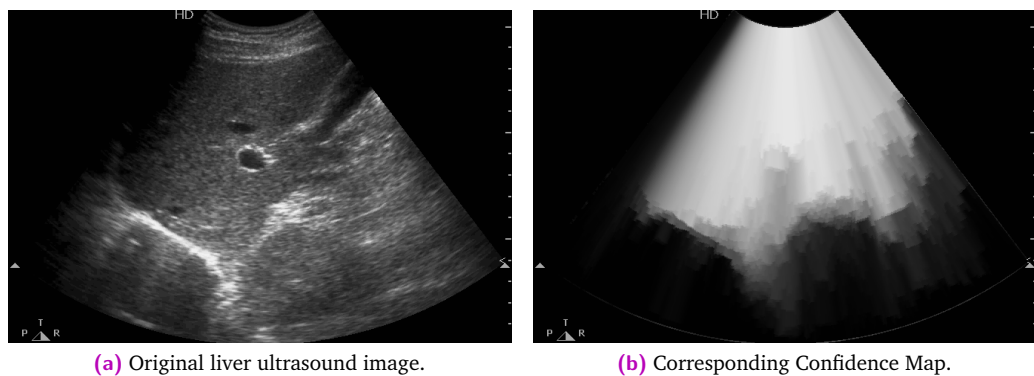 HD
HD
T
P R
T
P R
(a) Original liver ultrasound image.
(b) Corresponding Confidence Map.